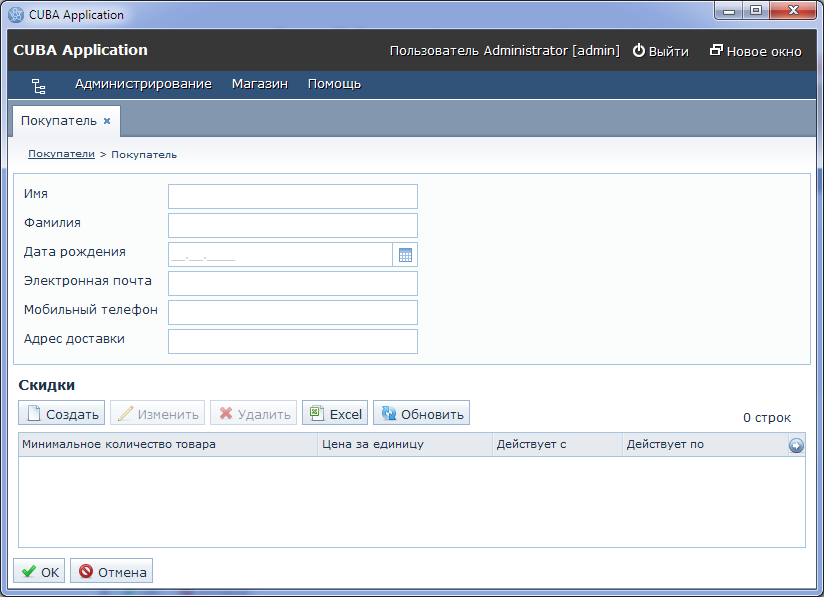 CUBA Application
CUBA Application
Пользователь Administrator [admin] Выйти Новое окно
Администрирование Магазин Помощь
Покупатель ×
Покупатели > Покупатель
Имя
Фамилия
Дата рождения __.__.____
Электронная почта
Мобильный телефон
Адрес доставки
Скидки
Создать Изменить Удалить Excel Обновить
0 строк
Минимальное количество товара Цена за единицу Действует с Действует по
OK Отмена